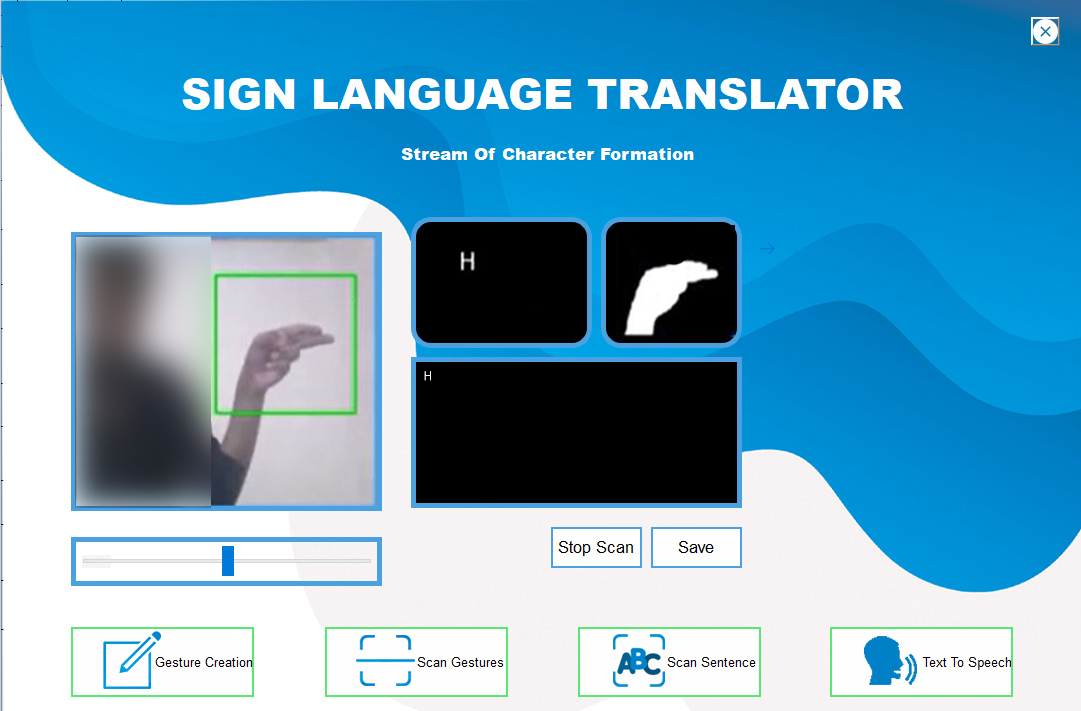 SIGN LANGUAGE TRANSLATOR
Stream Of Character Formation
H
H
Stop Scan
Save
Gesture Creation
Scan Gestures
ABC
Scan Sentence
Text To Speech